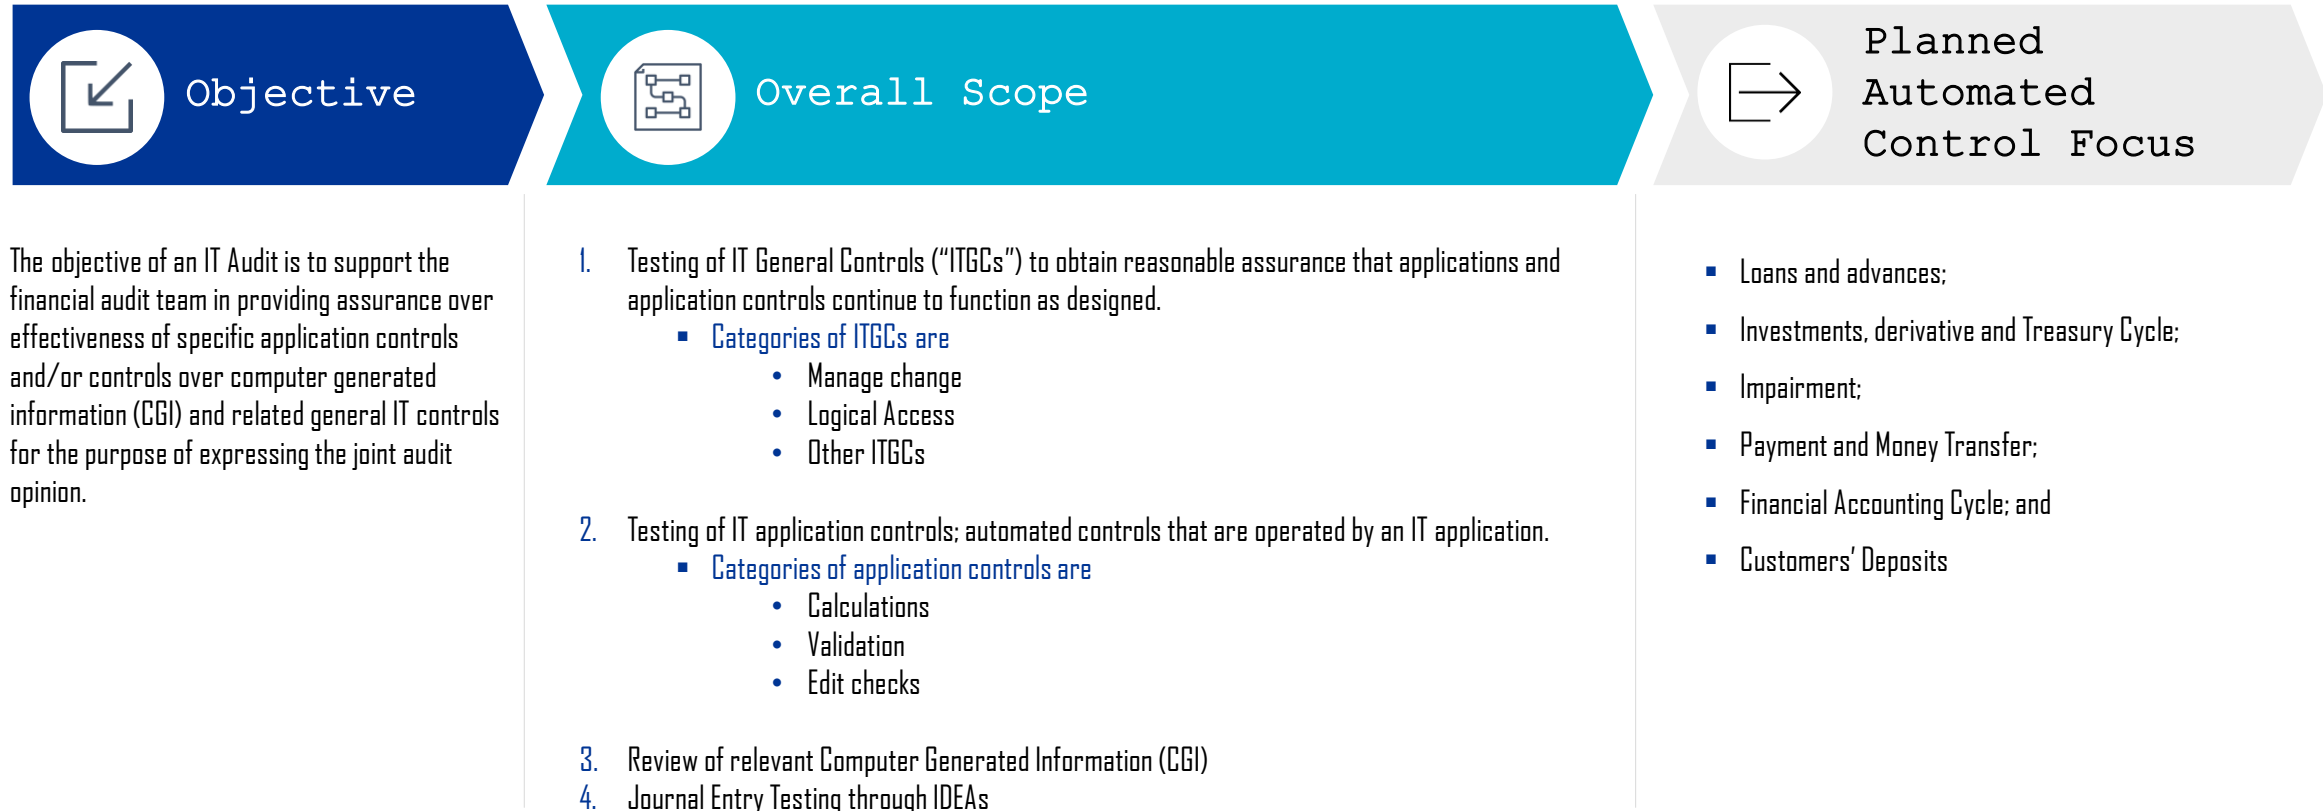 Objective
Overall Scope
Planned
Automated
Control Focus
The objective of an IT Audit is to support the
financial audit team in providing assurance over
effectiveness of specific application controls
and/or controls over computer generated
information (CGI) and related general IT controls
for the purpose of expressing the joint audit
opinion.
1. Testing of IT General Controls (“ITGCs”) to obtain reasonable assurance that applications and
application controls continue to function as designed.
▪ Categories of ITGCs are
• Manage change
• Logical Access
• Other ITGCs
2. Testing of IT application controls; automated controls that are operated by an IT application.
▪ Categories of application controls are
• Calculations
• Validation
• Edit checks
3. Review of relevant Computer Generated Information (CGI)
4. Journal Entry Testing through IDEAs
▪ Loans and advances;
▪ Investments, derivative and Treasury Cycle;
▪ Impairment;
▪ Payment and Money Transfer;
▪ Financial Accounting Cycle; and
▪ Customers’ Deposits